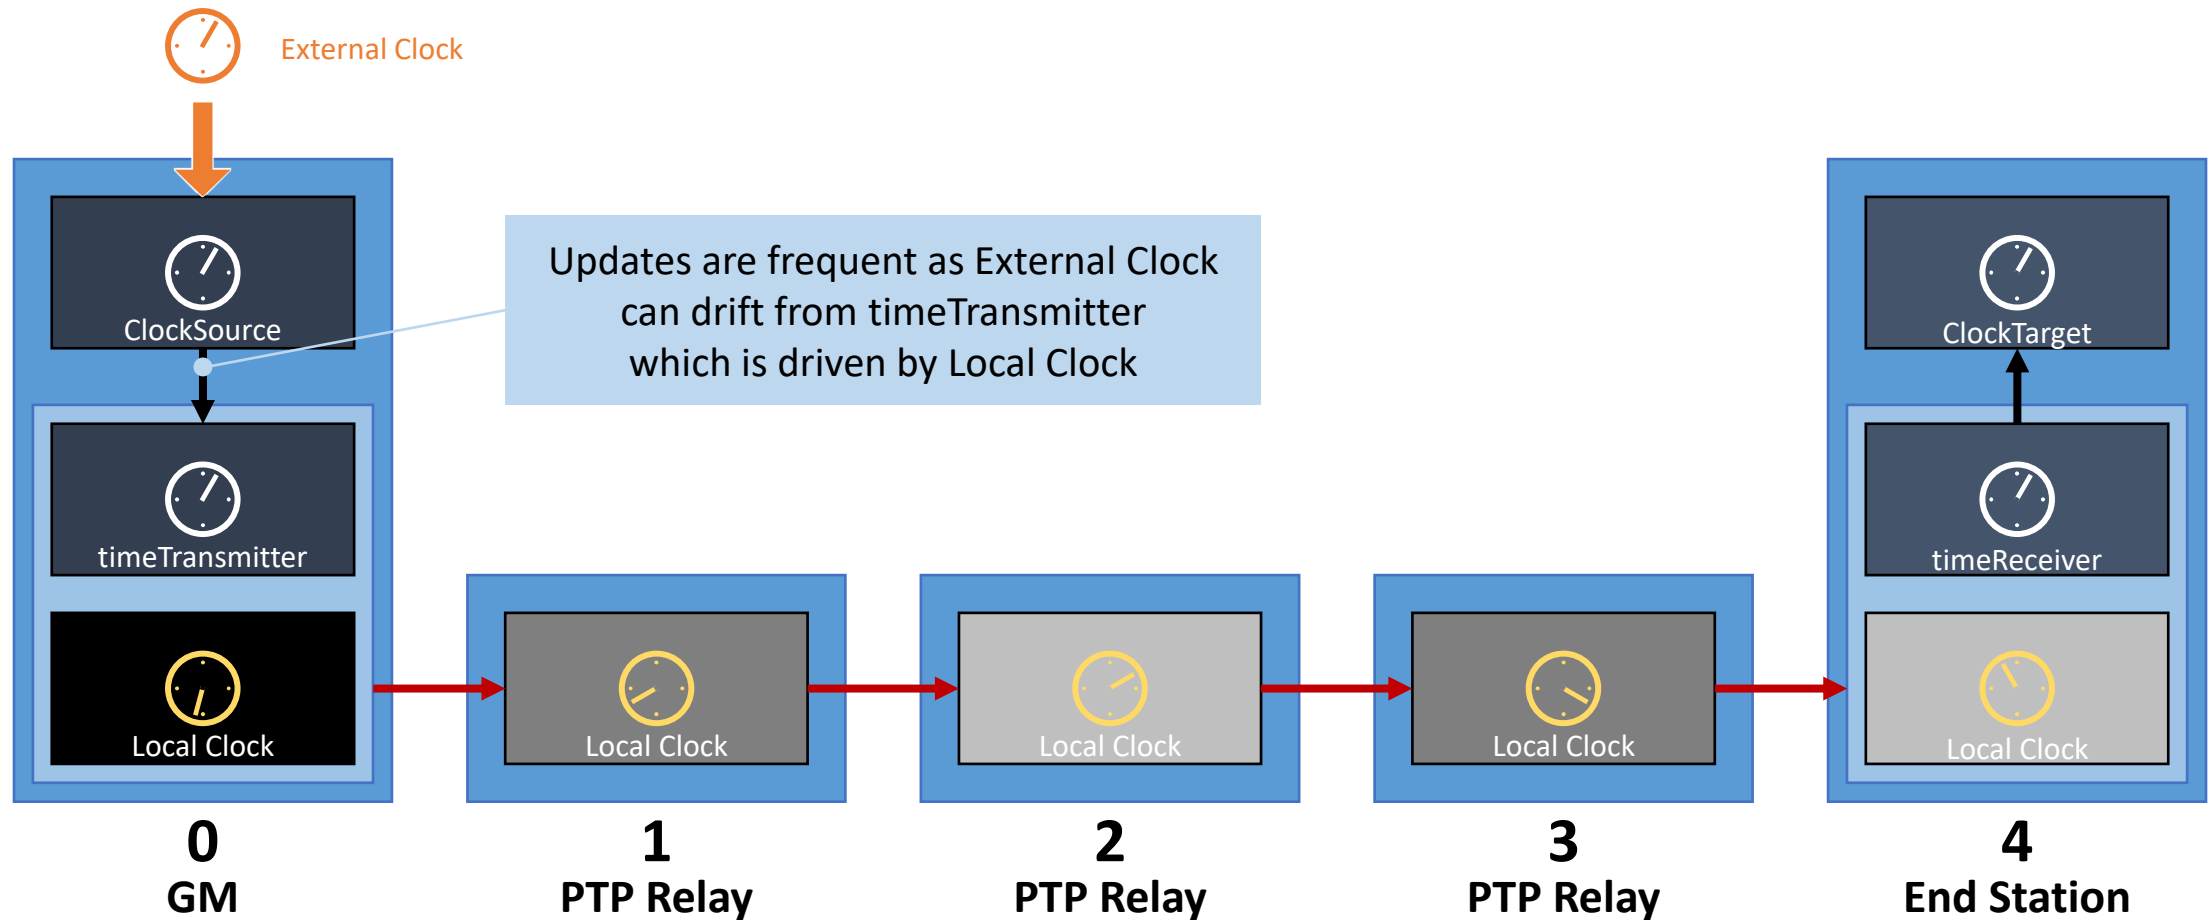 External Clock
ClockSource
Updates are frequent as External Clock
can drift from timeTransmitter
which is driven by Local Clock
ClockTarget
timeTransmitter
timeReceiver
Local Clock
Local Clock
Local Clock
Local Clock
Local Clock
0
GM
1
PTP Relay
2
PTP Relay
3
PTP Relay
4
End Station